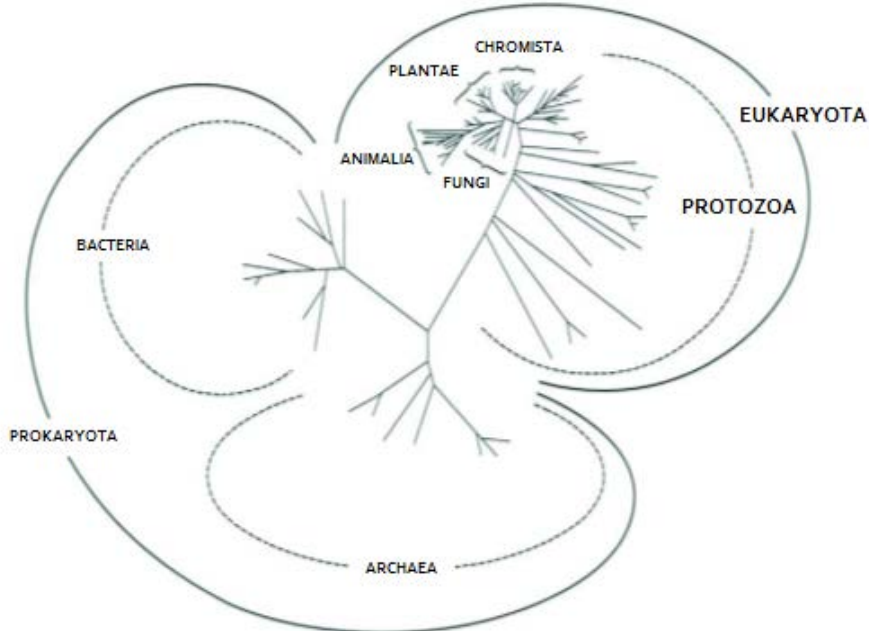 CHROMISTA
PLANTAE
EUKARYOTA
ANIMALIA
FUNGI
PROTOZOA
BACTERIA
PROKARYOTA
ARCHAEA